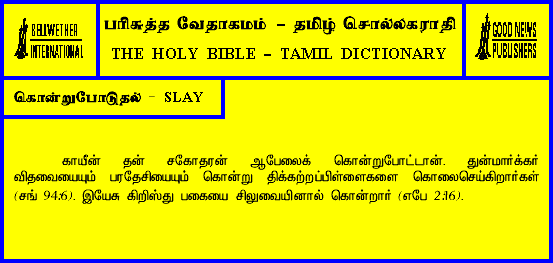 BELLWETHER
INTERNATIONAL
பரிசுத்த வேதாகமம் - தமிழ் சொல்லகராதி
THE HOLY BIBLE - TAMIL DICTIONARY
GOOD NEWS
PUBLISHERS
கொன்றுபோடுதல் - SLAY
காயீன் தன் சகோதரன் ஆபேலைக் கொன்றுபோட்டான். துன்மார்க்கர்
விதவையையும் பரதேசியையும் கொன்று திக்கற்றப்பிள்ளைகளை கொலைசெய்கிறார்கள்
(சங் 94:6). இயேசு கிறிஸ்து பகையை சிலுவையினால் கொன்றார் (எபே 2:16).